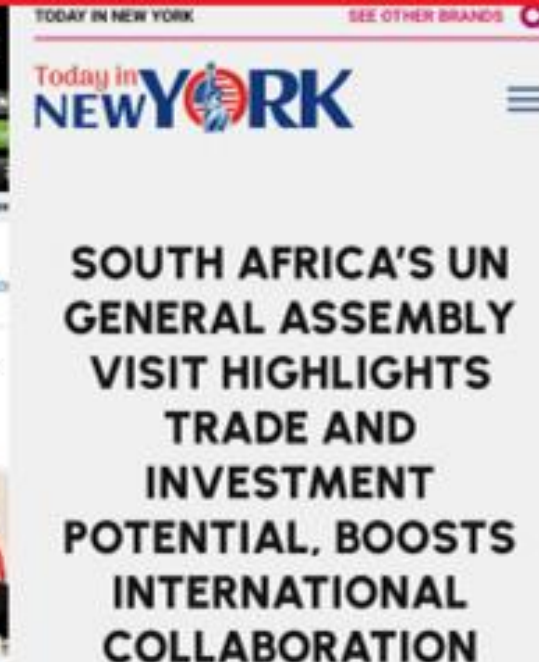 TODAY IN NEW YORK
SEE OTHER BRANDS
Today in
NEW YORK
SOUTH AFRICA'S UN
GENERAL ASSEMBLY
VISIT HIGHLIGHTS
TRADE AND
INVESTMENT
POTENTIAL, BOOSTS
INTERNATIONAL
COLLABORATION